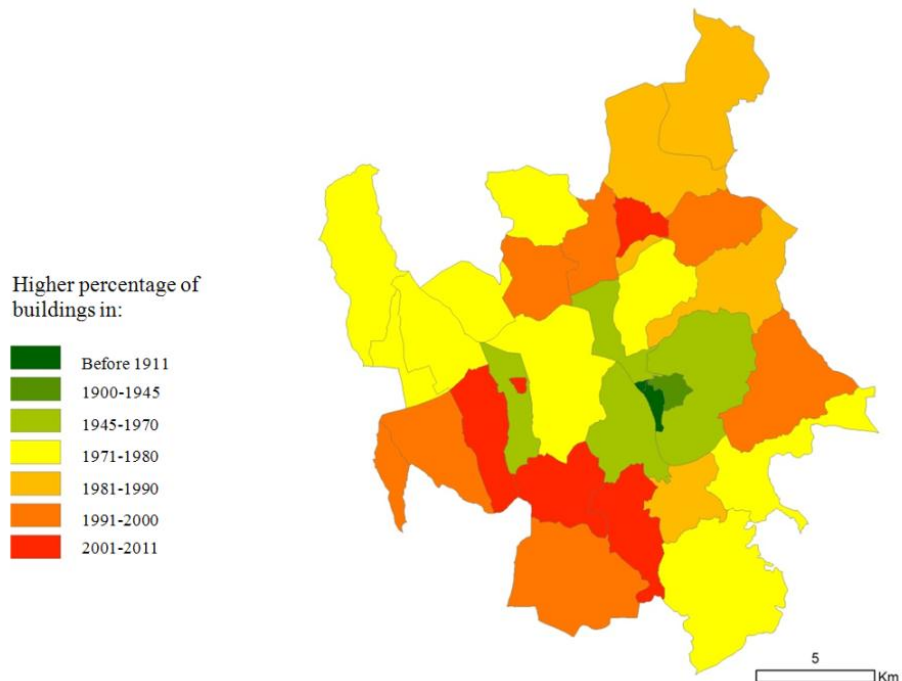 Higher percentage of
buildings in:
Before 1911
1900-1945
1945-1970
1971-1980
1981-1990
1991-2000
2001-2011
5
Km